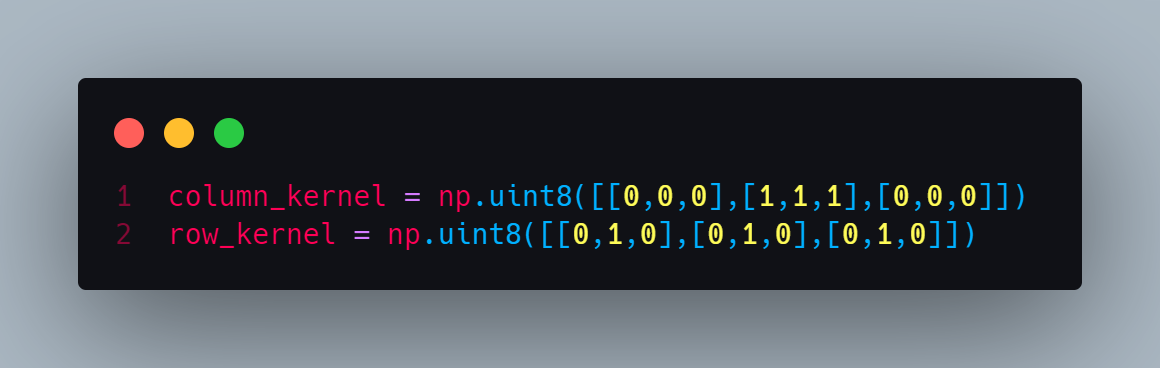 1 column_kernel = np.uint8([[0,0,0],[1,1,1],[0,0,0]])
2 row_kernel = np.uint8([[0,1,0],[0,1,0],[0,1,0]])